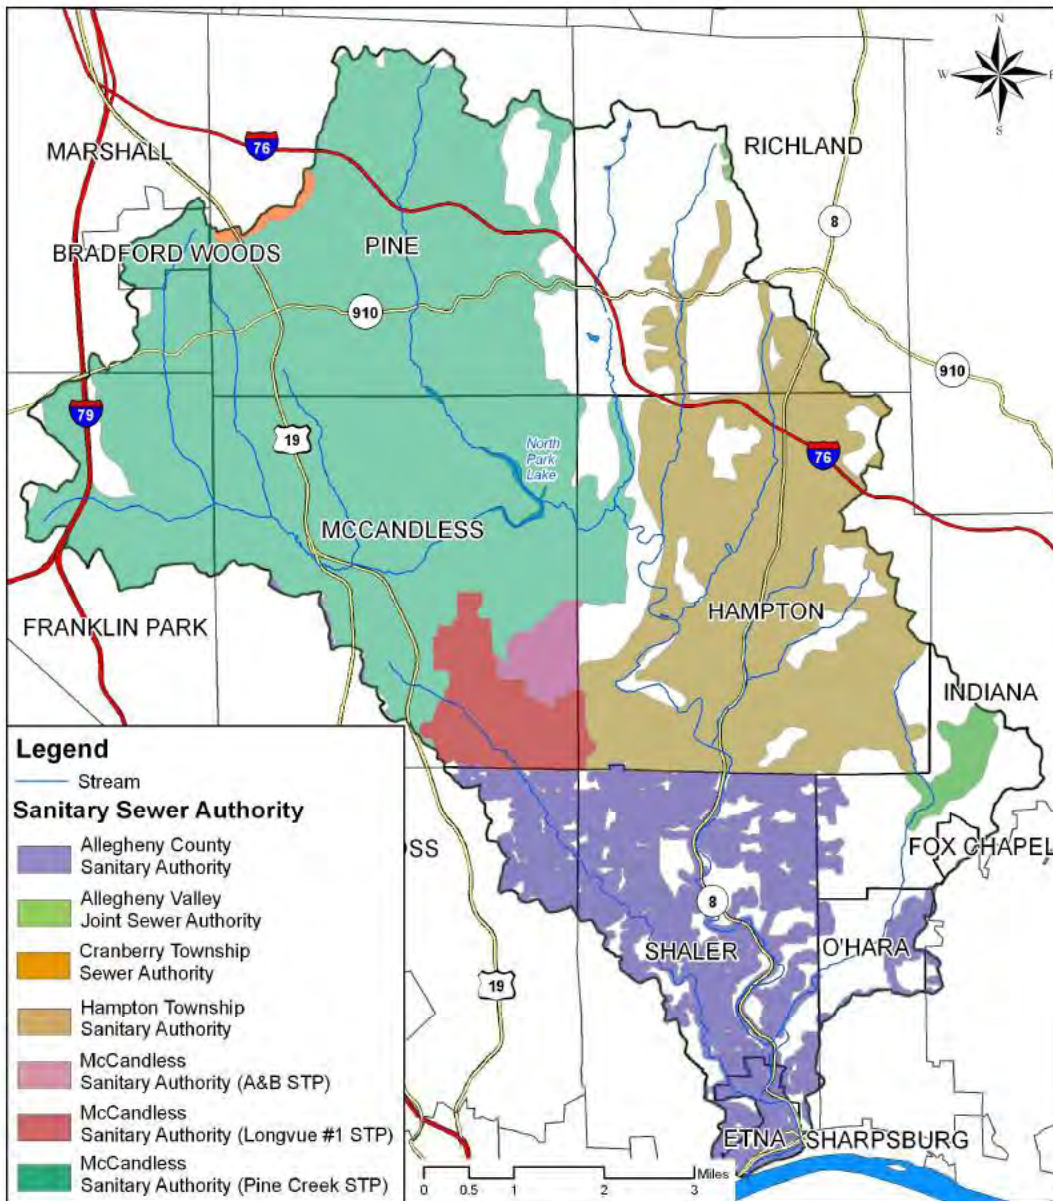 N
W
E
S
MARSHALL
76
RICHLAND
8
BRADFORD WOODS
PINE
910
910
79
19
North
Park
Lake
76
MCCANDLESS
FRANKLIN PARK
HAMPTON
INDIANA
Legend
Stream
Sanitary Sewer Authority
Allegheny County
Sanitary Authority
Allegheny Valley
Joint Sewer Authority
Cranberry Township
Sewer Authority
Hampton Township
Sanitary Authority
McCandless
Sanitary Authority (A&B STP)
McCandless
Sanitary Authority (Longvue #1 STP)
McCandless
Sanitary Authority (Pine Creek STP)
OSS
FOX CHAPEL
8
SHALER
O'HARA
19
ETNA
SHARPSBURG
Miles
0 0.5 1 2 3